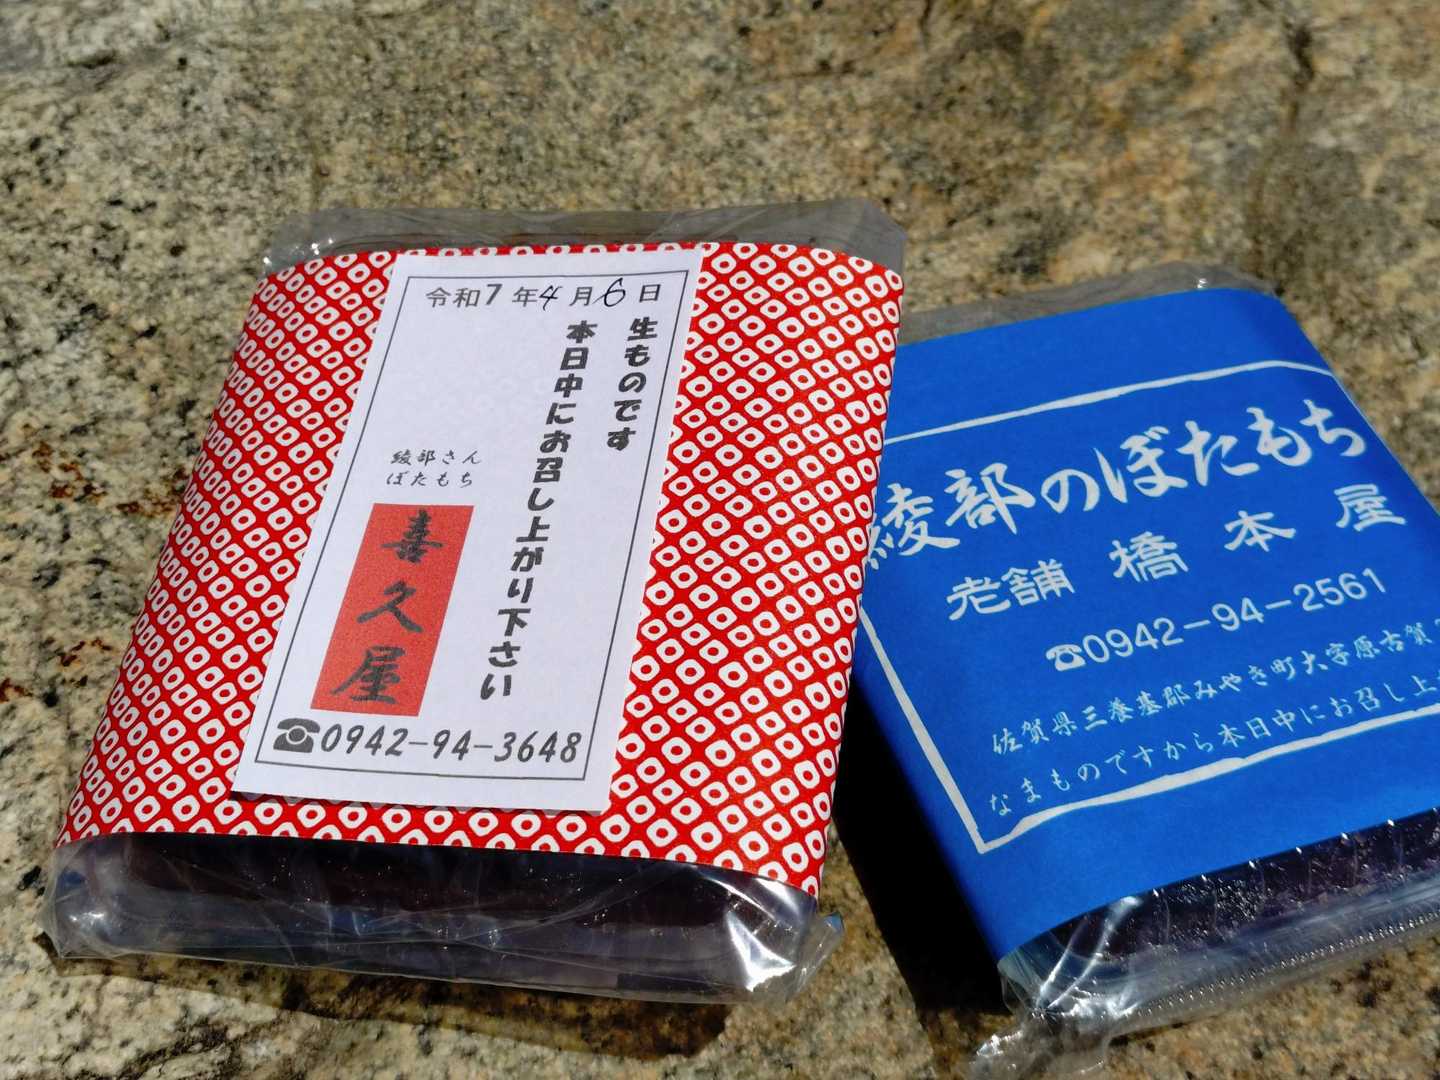 令和7年4月6日
生ものです
本日中にお召し上がり下さい
綾部さん
ぼたもち
喜久屋
☎0942-94-3648
綾部のぼたもち
老舗 橋本屋
☎0942-94-2561
佐賀県三養基郡みやき町大字原古賀
なまものですから本日中にお召し上